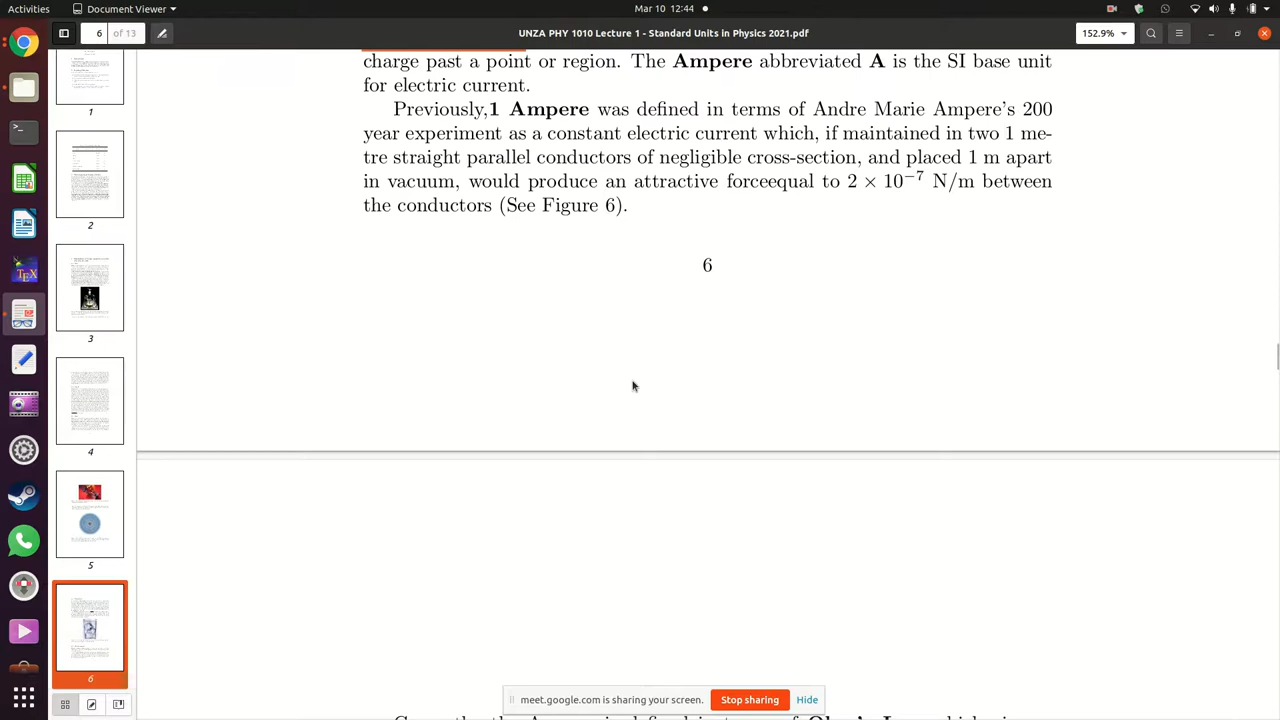 Activities
Document Viewer
Mar 10 12:44
6 of 13
UNZA PHY 1010 Lecture 1 - Standard Units in Physics 2021.pdf
152.9%
charge past a point or region. The Ampere abbreviated A is the SI base unit
for electric current.
Previously,1 Ampere was defined in terms of Andre Marie Ampere's 200
year experiment as a constant electric current which, if maintained in two 1 me-
tre straight parallel conductors of negligible cross-section, and placed 1 m apart
in vacuum, would produce an attractive forceequal to 2 × 10⁻⁷ N/m between
the conductors (See Figure 6).
6
1
2
3
4
5
6
meet.google.com is sharing your screen.
Stop sharing
Hide